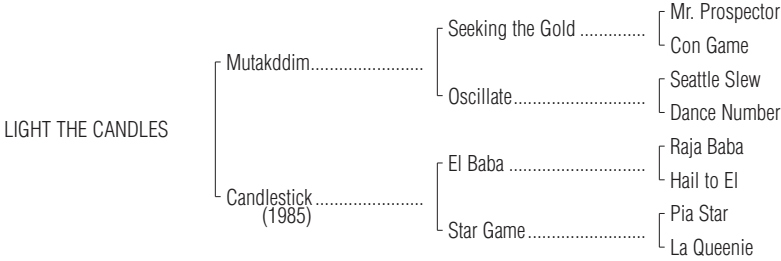 Mr. Prospector
Seeking the Gold ..............
Con Game
Mutakddim........................
Seattle Slew
Oscillate............................
Dance Number
LIGHT THE CANDLES
Raja Baba
El Baba .............................
Hail to El
Candlestick.......................
(1985)
Pia Star
Star Game.........................
La Queenie